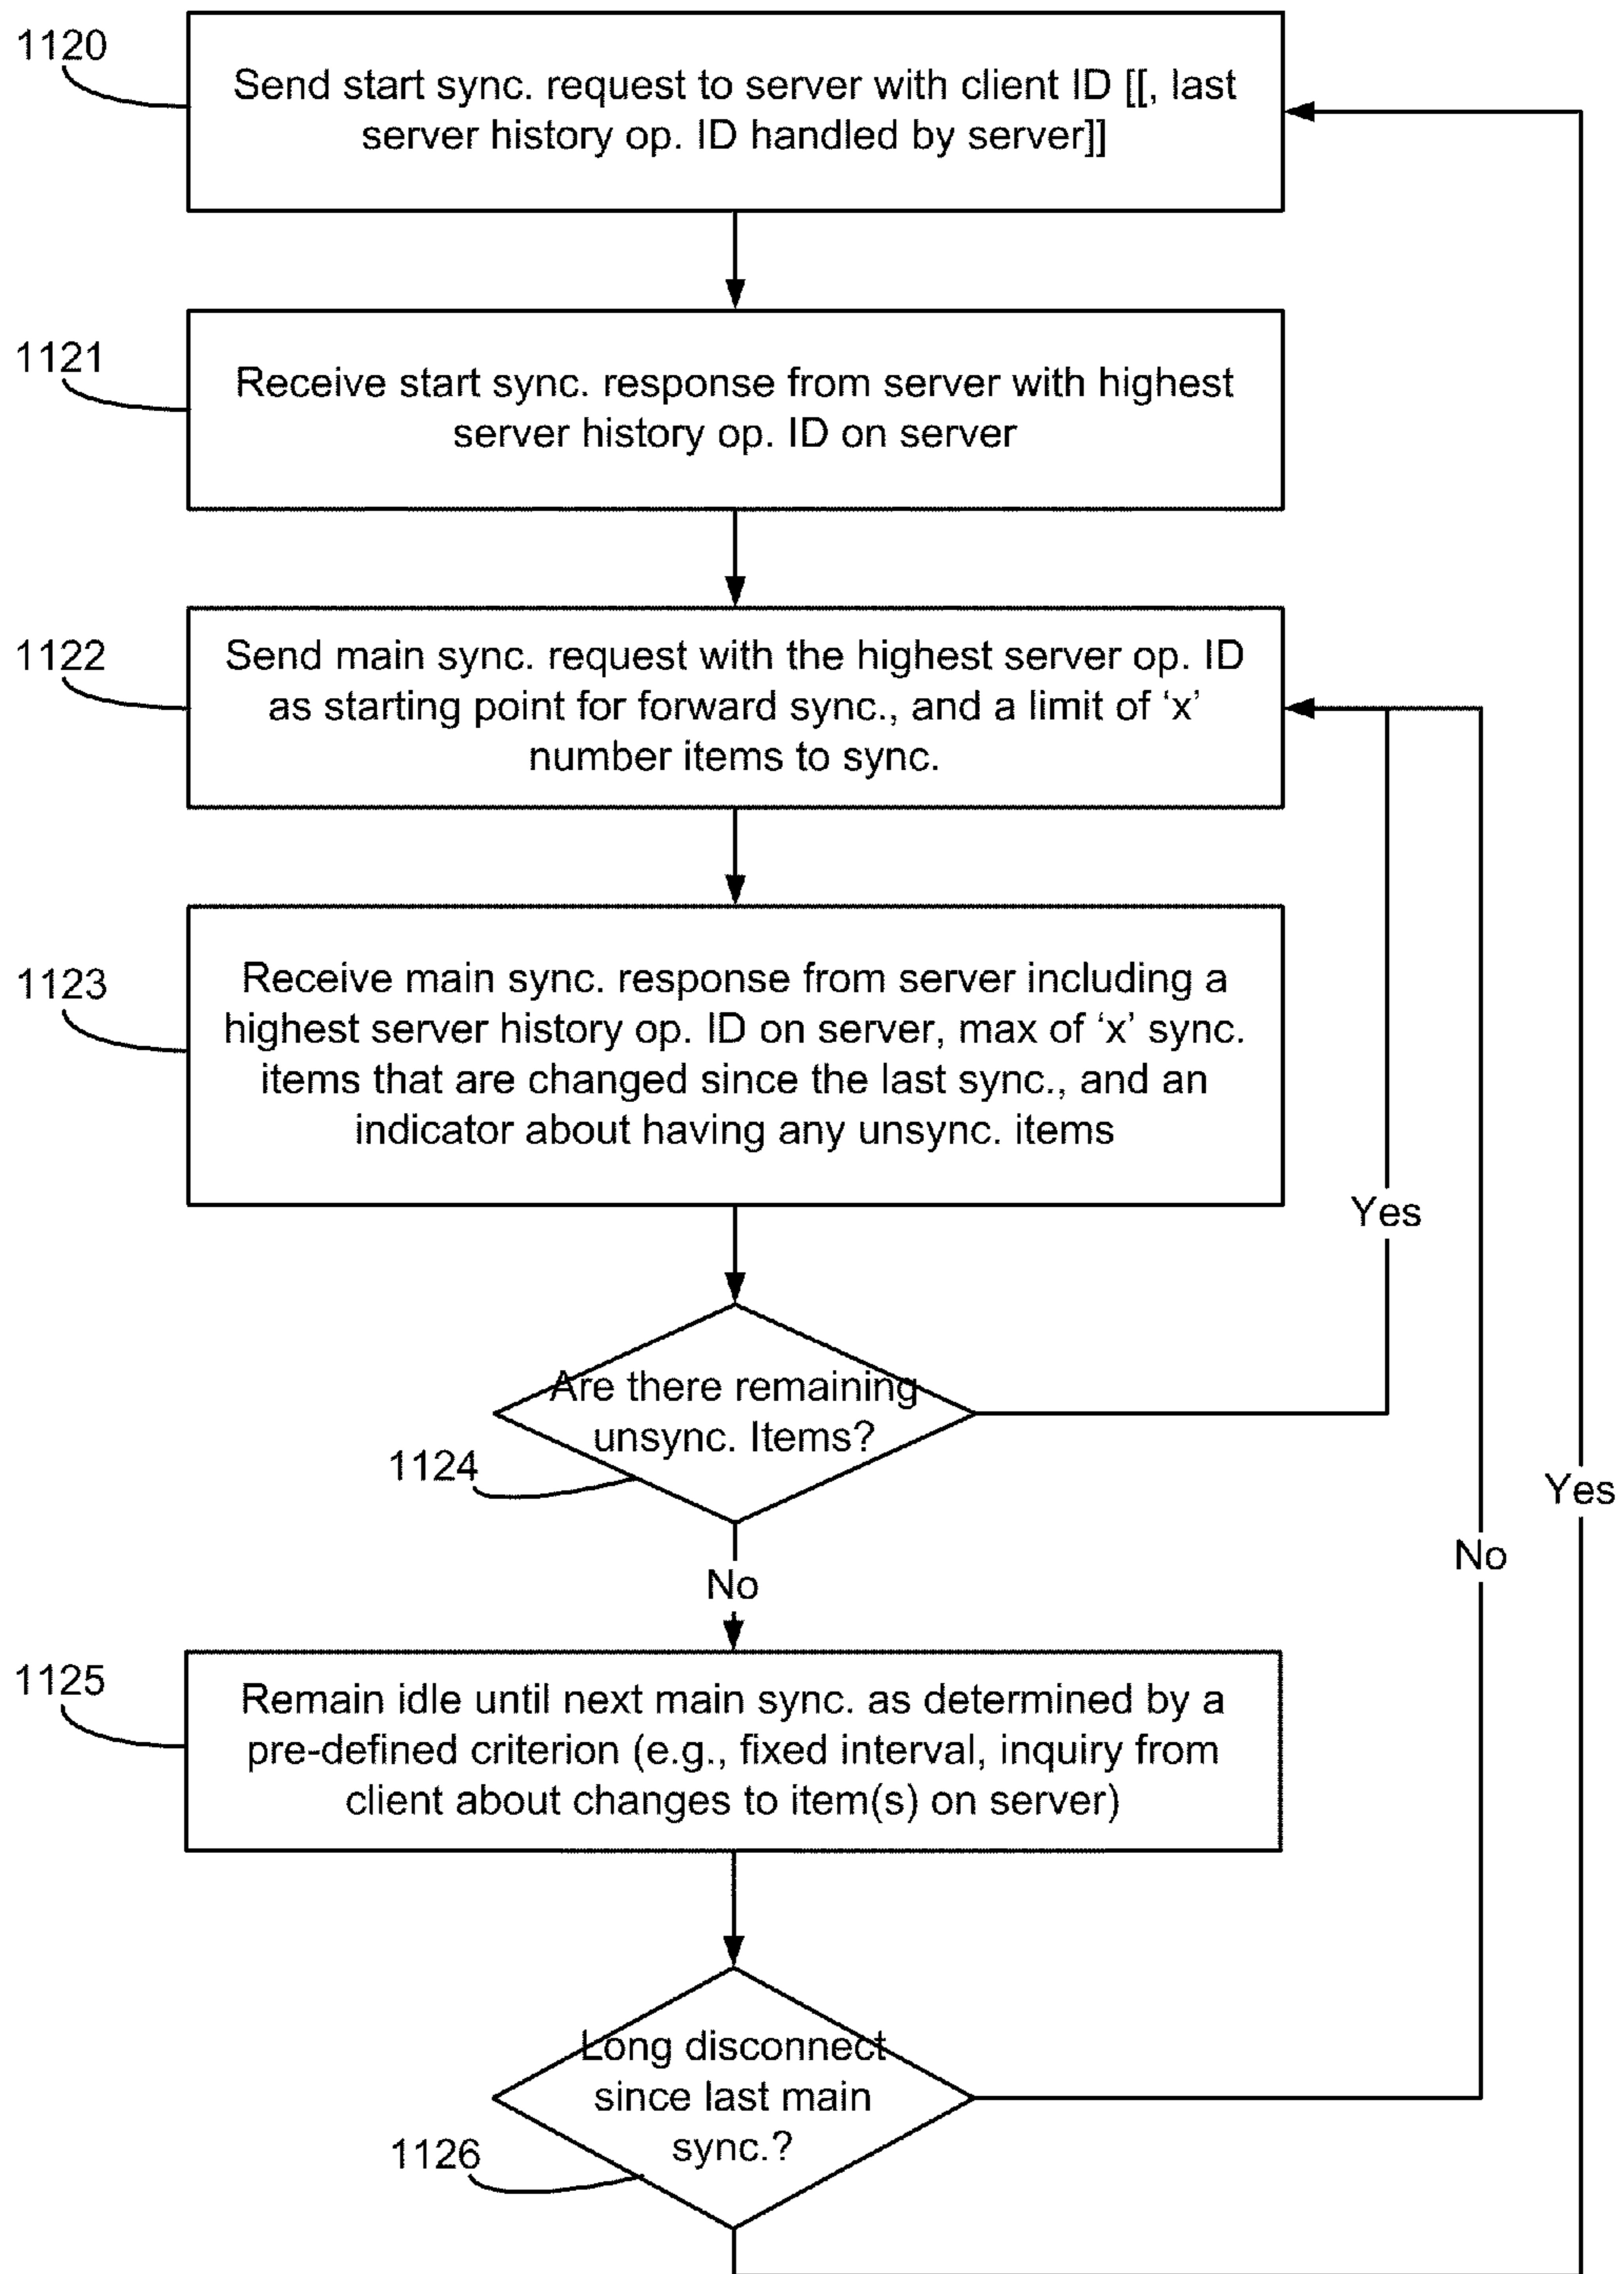 1120
Send start sync. request to server with client ID [[, last
server history op. ID handled by server]]
1121
Receive start sync. response from server with highest
server history op. ID on server
1122
Send main sync. request with the highest server op. ID
as starting point for forward sync., and a limit of ‘x’
number items to sync.
1123
Receive main sync. response from server including a
highest server history op. ID on server, max of ‘x’ sync.
items that are changed since the last sync., and an
indicator about having any unsync. items
Yes
Are there remaining
unsync. Items?
1124
Yes
No
No
1125
Remain idle until next main sync. as determined by a
pre-defined criterion (e.g., fixed interval, inquiry from
client about changes to item(s) on server)
Long disconnect
since last main
sync.?
1126